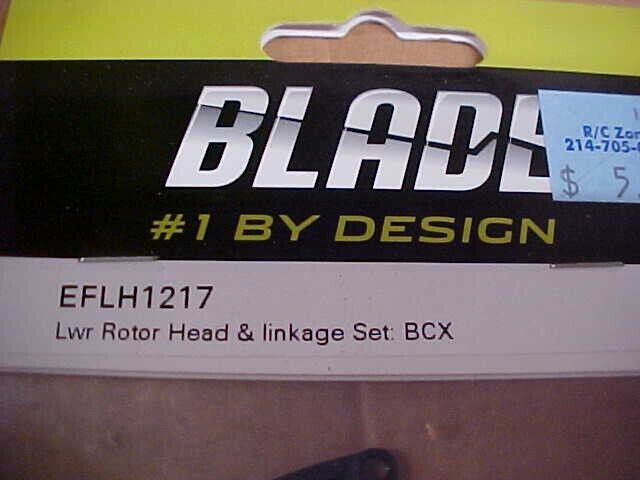 BLADE
R/C Zon
214-705-
$ 5
#1 BY DESIGN
EFLH1217
Lwr Rotor Head & linkage Set: BCX